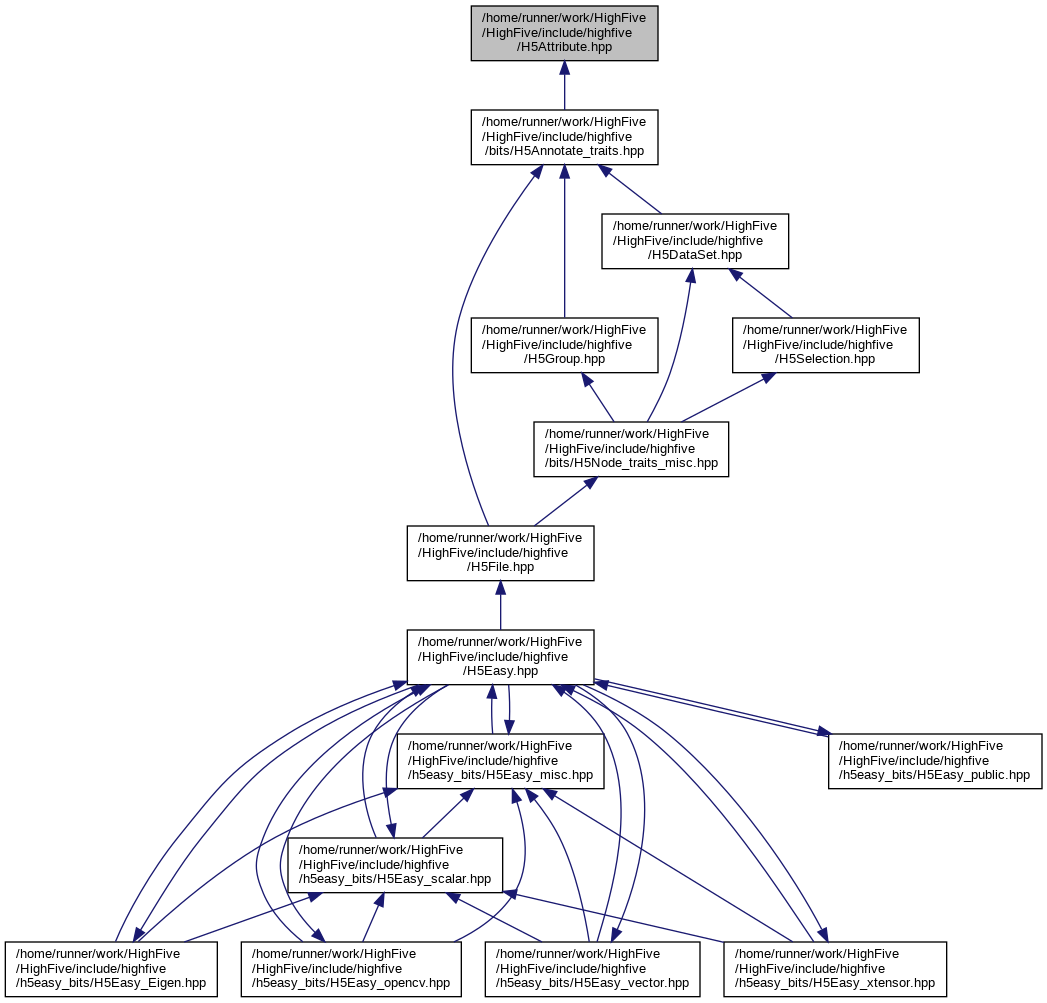 /home/runner/work/HighFive
/HighFive/include/highfive
/H5Attribute.hpp
/home/runner/work/HighFive
/HighFive/include/highfive
/bits/H5Annotate_traits.hpp
/home/runner/work/HighFive
/HighFive/include/highfive
/H5DataSet.hpp
/home/runner/work/HighFive
/HighFive/include/highfive
/H5Group.hpp
/home/runner/work/HighFive
/HighFive/include/highfive
/H5Selection.hpp
/home/runner/work/HighFive
/HighFive/include/highfive
/bits/H5Node_traits_misc.hpp
/home/runner/work/HighFive
/HighFive/include/highfive
/H5File.hpp
/home/runner/work/HighFive
/HighFive/include/highfive
/H5Easy.hpp
/home/runner/work/HighFive
/HighFive/include/highfive
/h5easy_bits/H5Easy_misc.hpp
/home/runner/work/HighFive
/HighFive/include/highfive
/h5easy_bits/H5Easy_public.hpp
/home/runner/work/HighFive
/HighFive/include/highfive
/h5easy_bits/H5Easy_scalar.hpp
/home/runner/work/HighFive
/HighFive/include/highfive
/h5easy_bits/H5Easy_Eigen.hpp
/home/runner/work/HighFive
/HighFive/include/highfive
/h5easy_bits/H5Easy_opencv.hpp
/home/runner/work/HighFive
/HighFive/include/highfive
/h5easy_bits/H5Easy_vector.hpp
/home/runner/work/HighFive
/HighFive/include/highfive
/h5easy_bits/H5Easy_xtensor.hpp